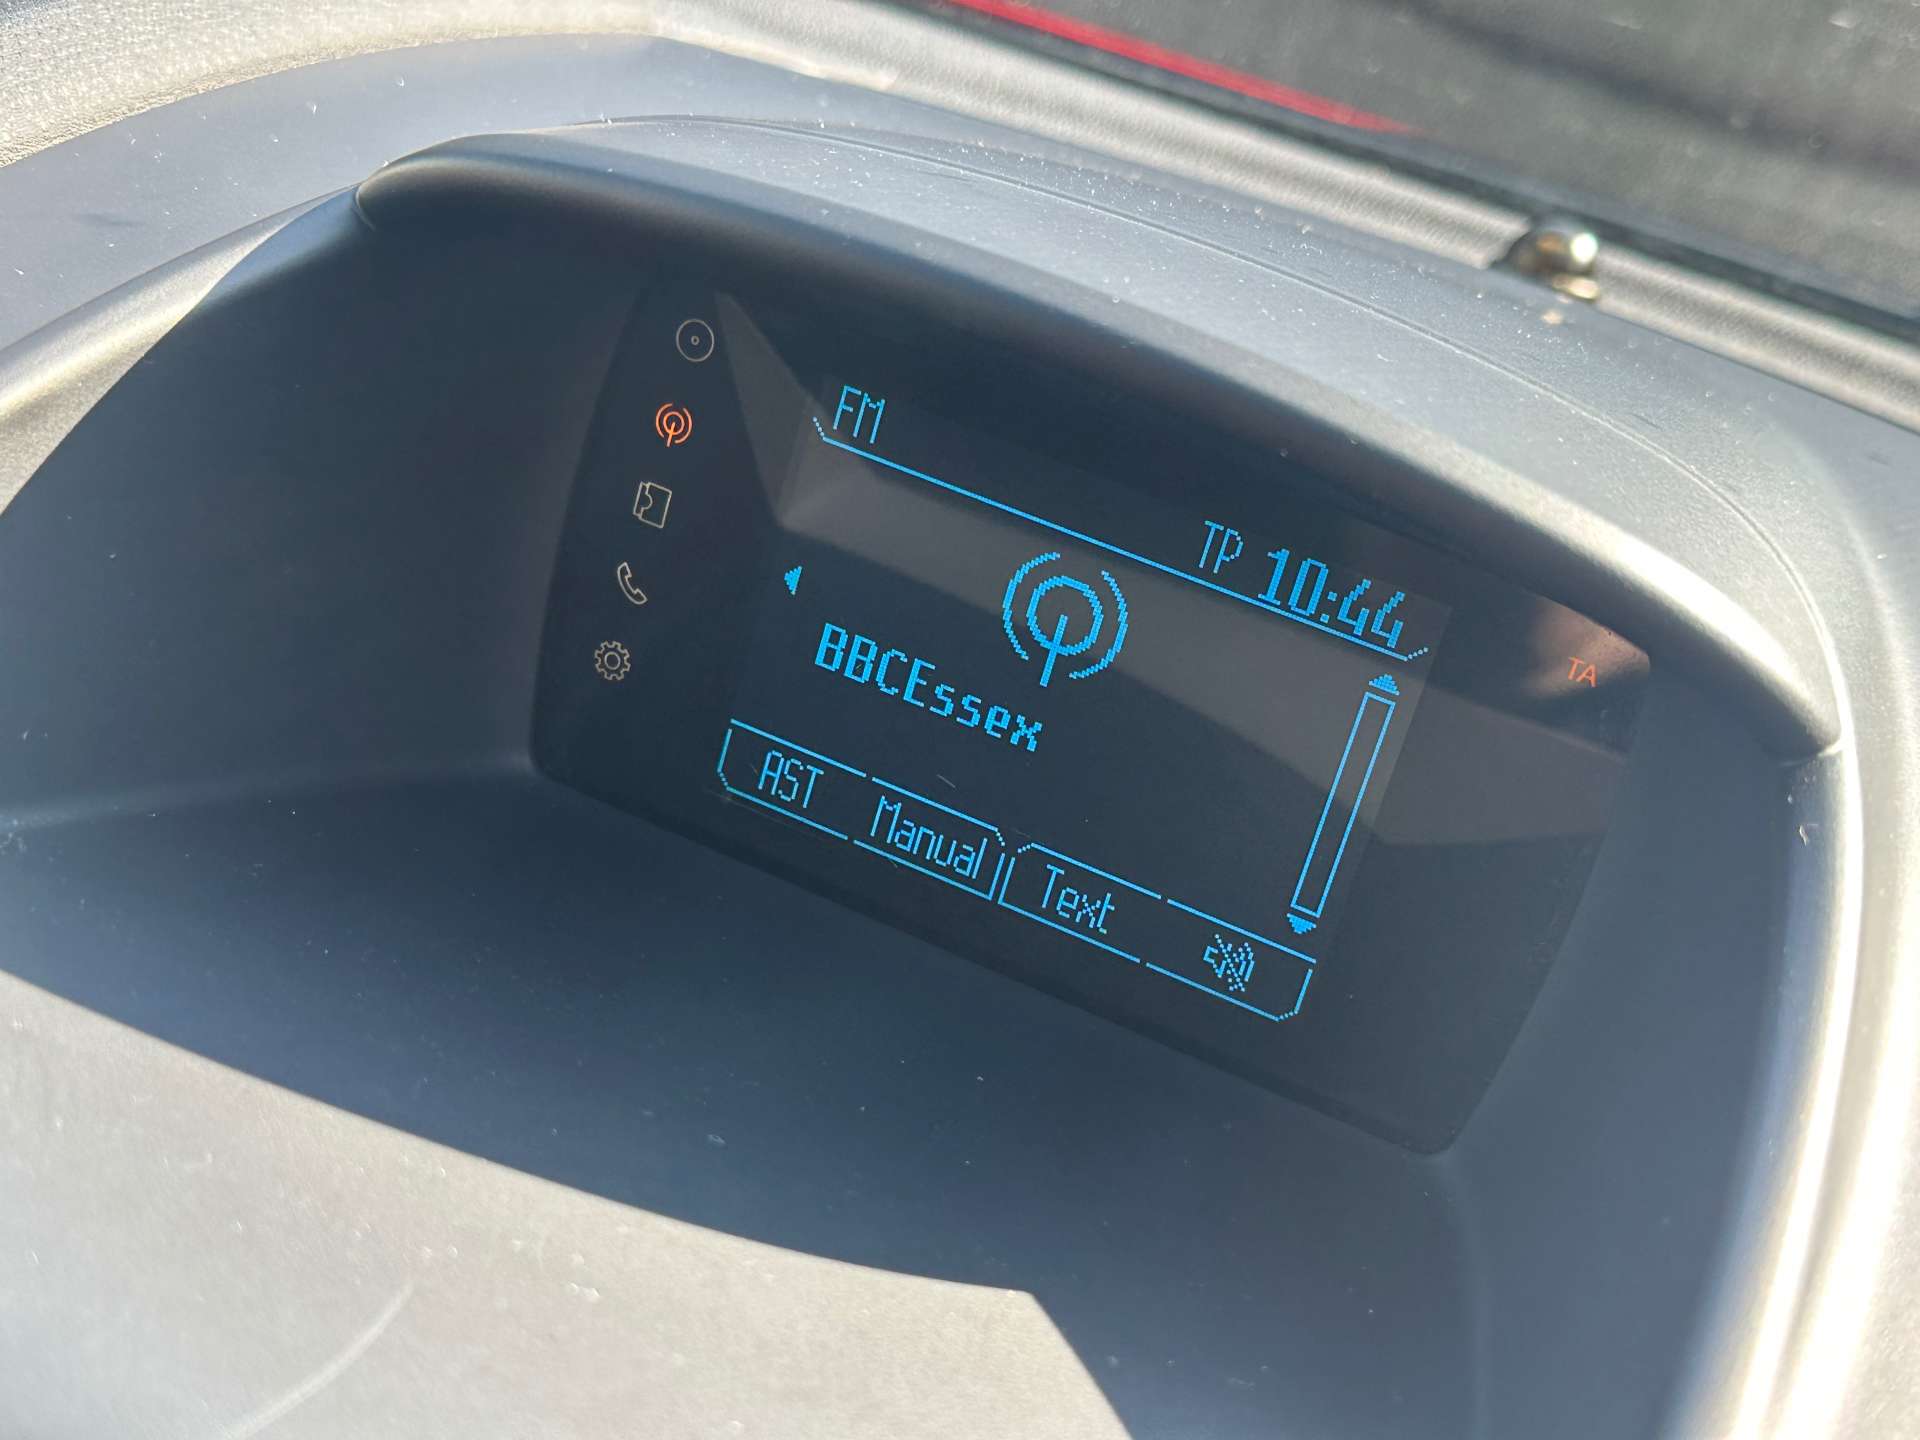 FM
TP 10:44
TA
BBCEssex
AST Manual Text